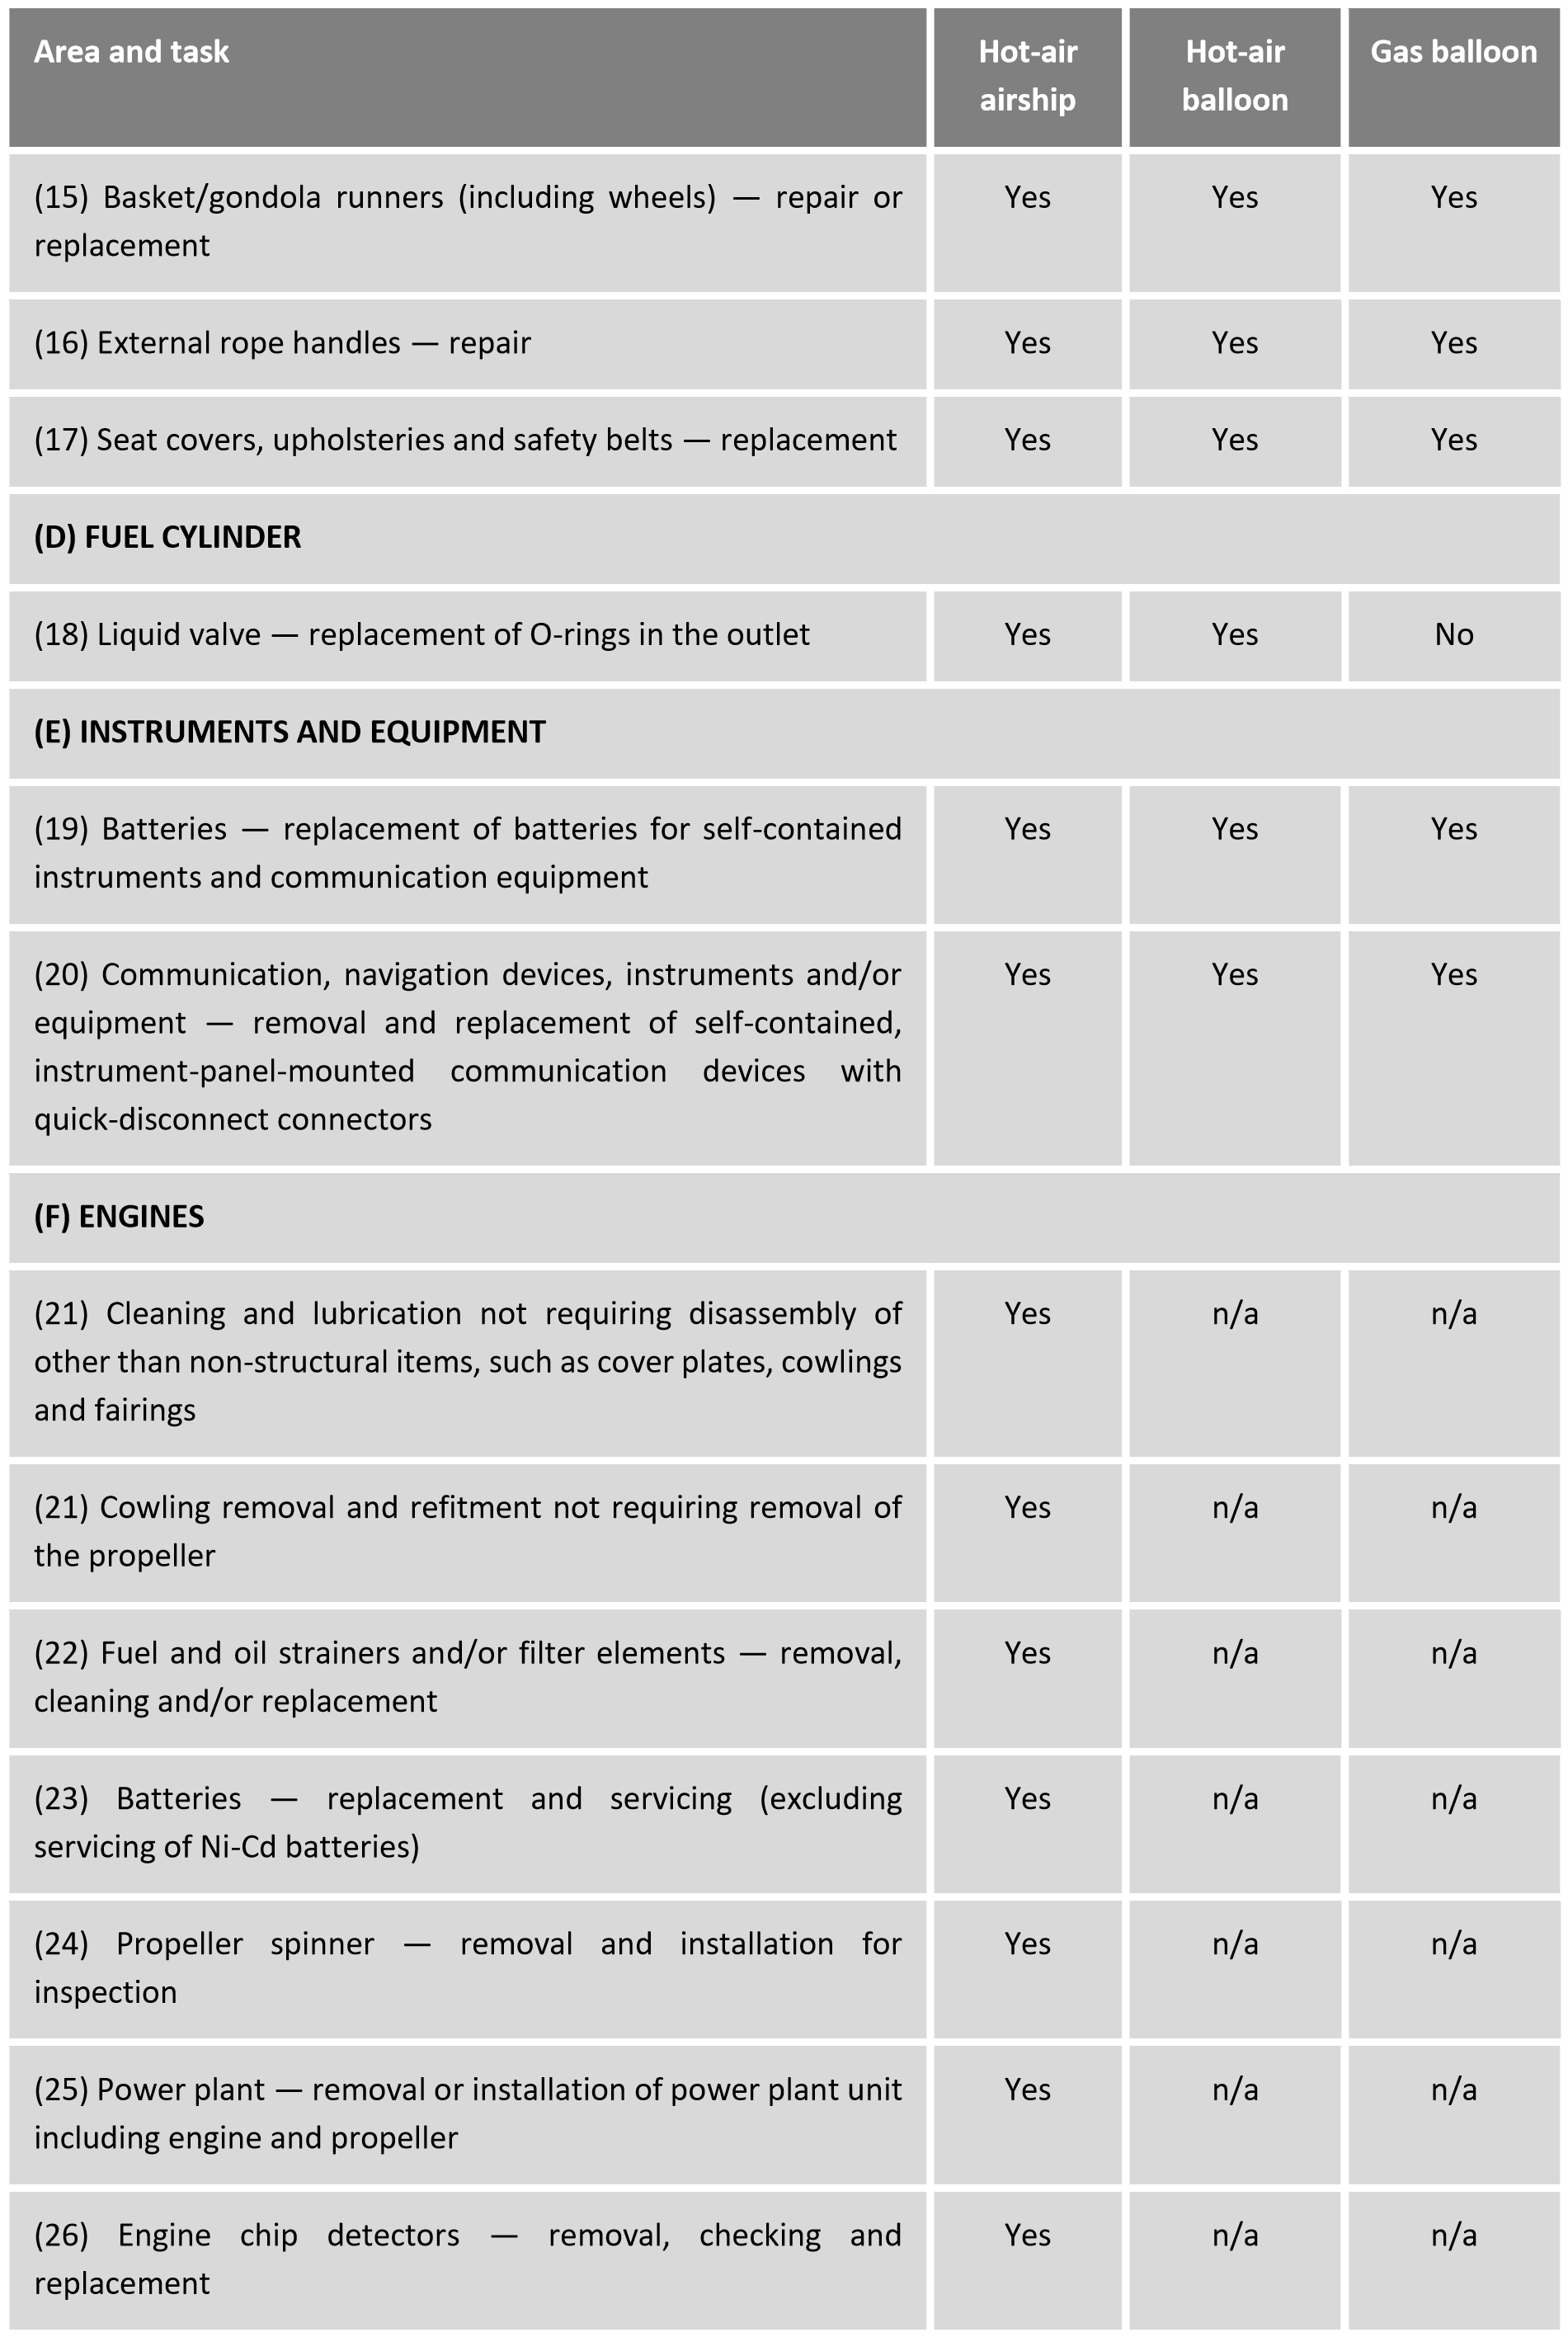 Area and task
Hot-air airship
Hot-air balloon
Gas balloon
(15) Basket/gondola runners (including wheels) — repair or
replacement
Yes
Yes
Yes
(16) External rope handles — repair
Yes
Yes
Yes
(17) Seat covers, upholsteries and safety belts — replacement
Yes
Yes
Yes
(D) FUEL CYLINDER
(18) Liquid valve — replacement of O-rings in the outlet
Yes
Yes
No
(E) INSTRUMENTS AND EQUIPMENT
(19) Batteries — replacement of batteries for self-contained
instruments and communication equipment
Yes
Yes
Yes
(20) Communication, navigation devices, instruments and/or
equipment — removal and replacement of self-contained,
instrument-panel-mounted communication devices with
quick-disconnect connectors
Yes
Yes
Yes
(F) ENGINES
(21) Cleaning and lubrication not requiring disassembly of
other than non-structural items, such as cover plates, cowlings
and fairings
Yes
n/a
n/a
(21) Cowling removal and refitment not requiring removal of
the propeller
Yes
n/a
n/a
(22) Fuel and oil strainers and/or filter elements — removal,
cleaning and/or replacement
Yes
n/a
n/a
(23) Batteries — replacement and servicing (excluding
servicing of Ni-Cd batteries)
Yes
n/a
n/a
(24) Propeller spinner — removal and installation for
inspection
Yes
n/a
n/a
(25) Power plant — removal or installation of power plant unit
including engine and propeller
Yes
n/a
n/a
(26) Engine chip detectors — removal, checking and
replacement
Yes
n/a
n/a